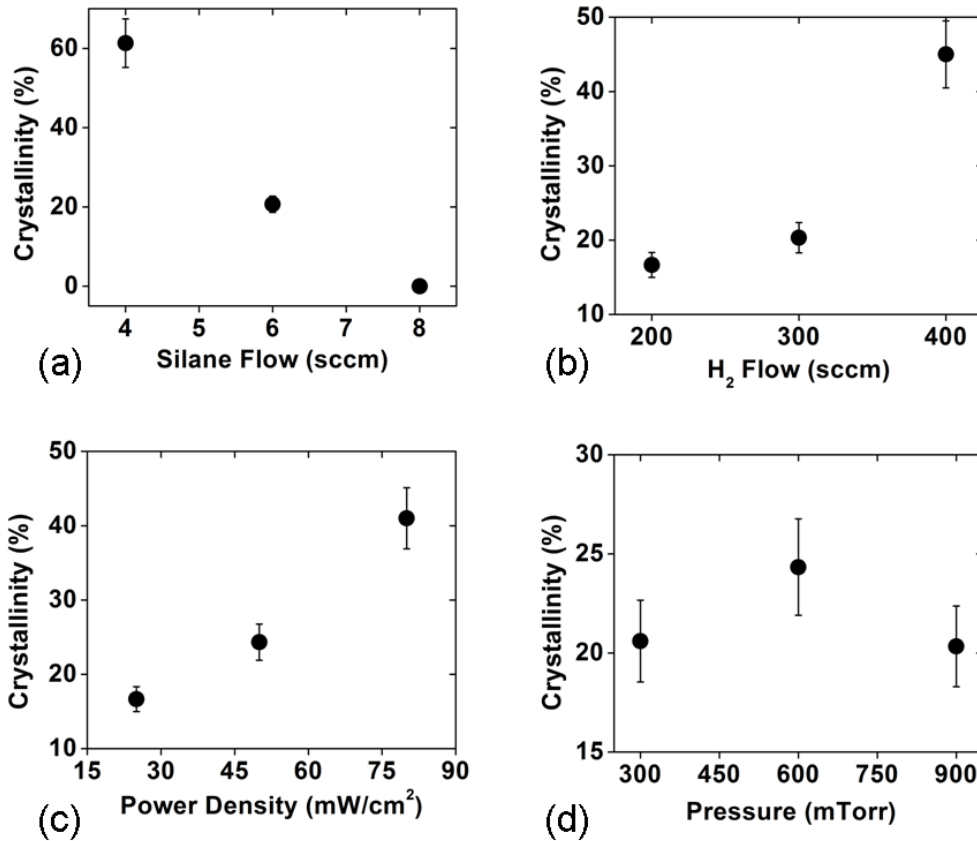 60
40
20
0
Crystallinity (%)
4 5 6 7 8
Silane Flow (sccm)
(a)
50
40
30
20
10
Crystallinity (%)
200 300 400
H₂ Flow (sccm)
(b)
50
40
30
20
10
Crystallinity (%)
15 30 45 60 75 90
Power Density (mW/cm²)
(c)
30
25
20
15
Crystallinity (%)
300 450 600 750 900
Pressure (mTorr)
(d)